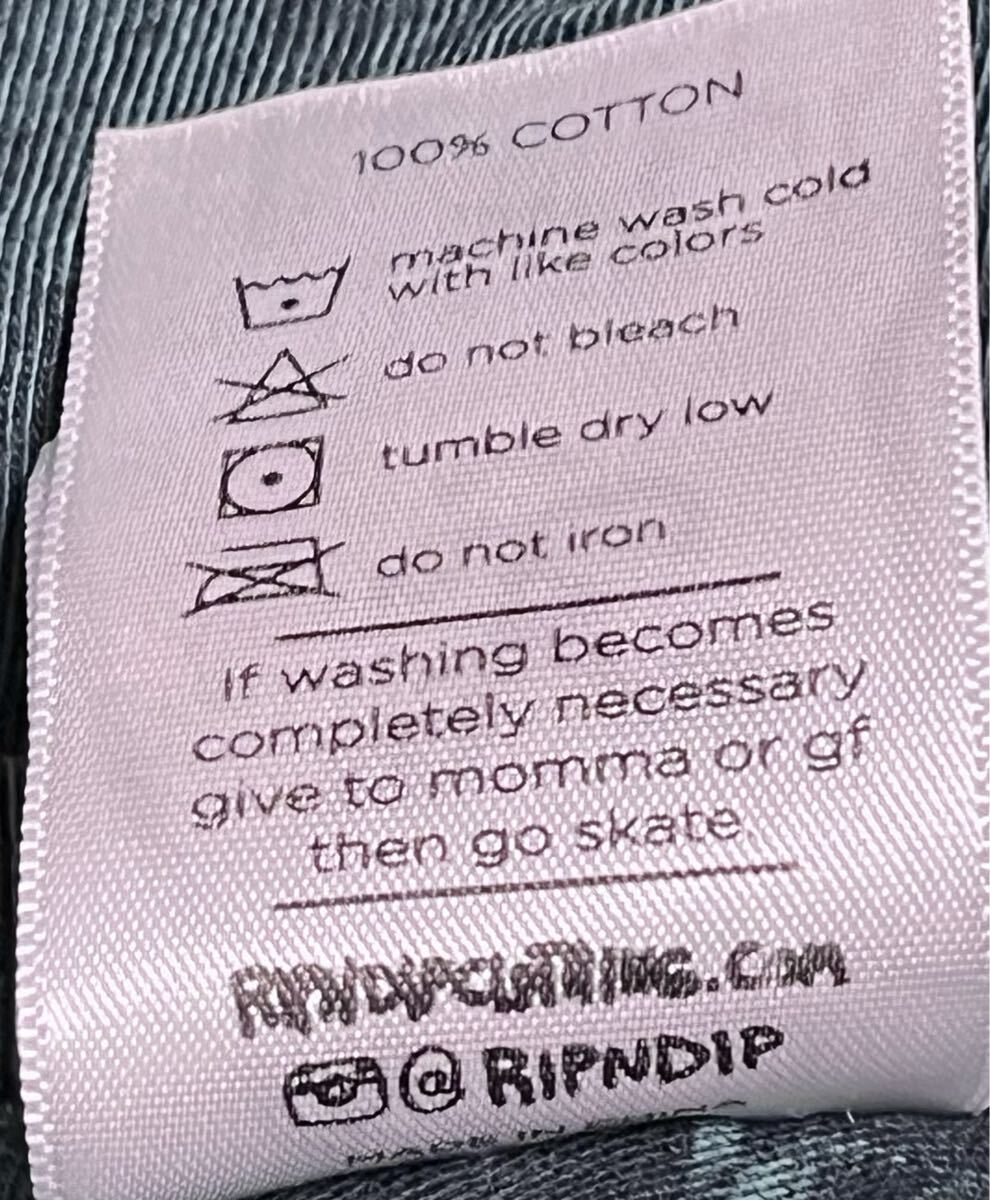 100% COTTON
machine wash cold
with like colors
do not bleach
tumble dry low
do not iron
If washing becomes
completely necessary
give to momma or gf
then go skate
RIPNDIPCLOTHING.COM
@RIPNDIP